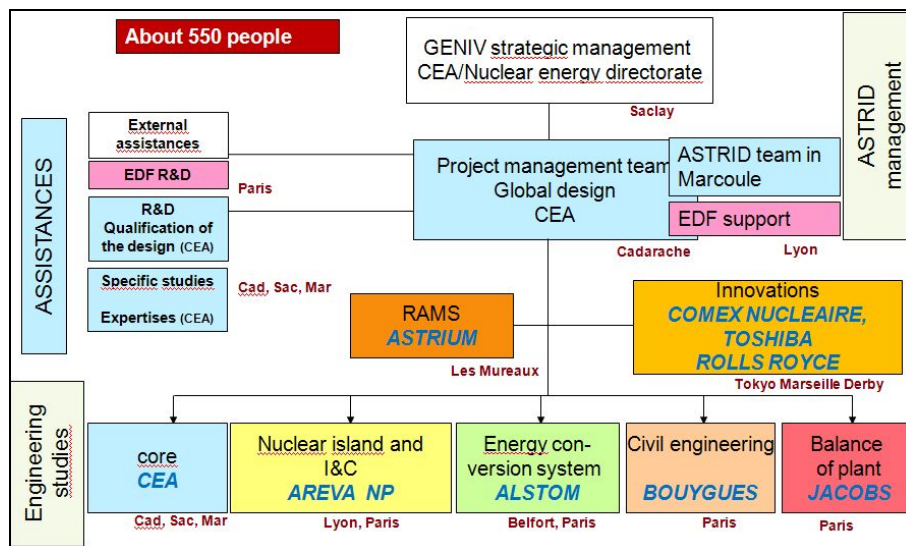 About 550 people
GENIV strategic management
CEA/Nuclear energy directorate
Saclay
ASTRID
management
ASSISTANCES
External
assistances
EDF R&D
Paris
R&D
Qualification of
the design (CEA)
Specific studies
Expertises (CEA)
Cad, Sac, Mar
Project management team
Global design
CEA
Cadarache
ASTRID team in
Marcoule
EDF support
Lyon
RAMS
ASTRIUM
Les Mureaux
Innovations
COMEX NUCLEAIRE,
TOSHIBA
ROLLS ROYCE
Tokyo Marseille Derby
Engineering
studies
core
CEA
Cad, Sac, Mar
Nuclear island and
I&C
AREVA NP
Lyon, Paris
Energy con-
version system
ALSTOM
Belfort, Paris
Civil engineering
BOUYGUES
Paris
Balance
of plant
JACOBS
Paris